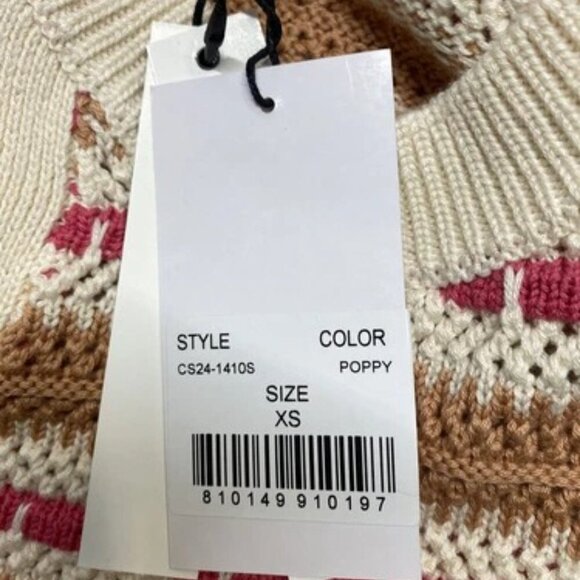 STYLE COLOR
CS24-1410S POPPY
SIZE
XS
810149910197